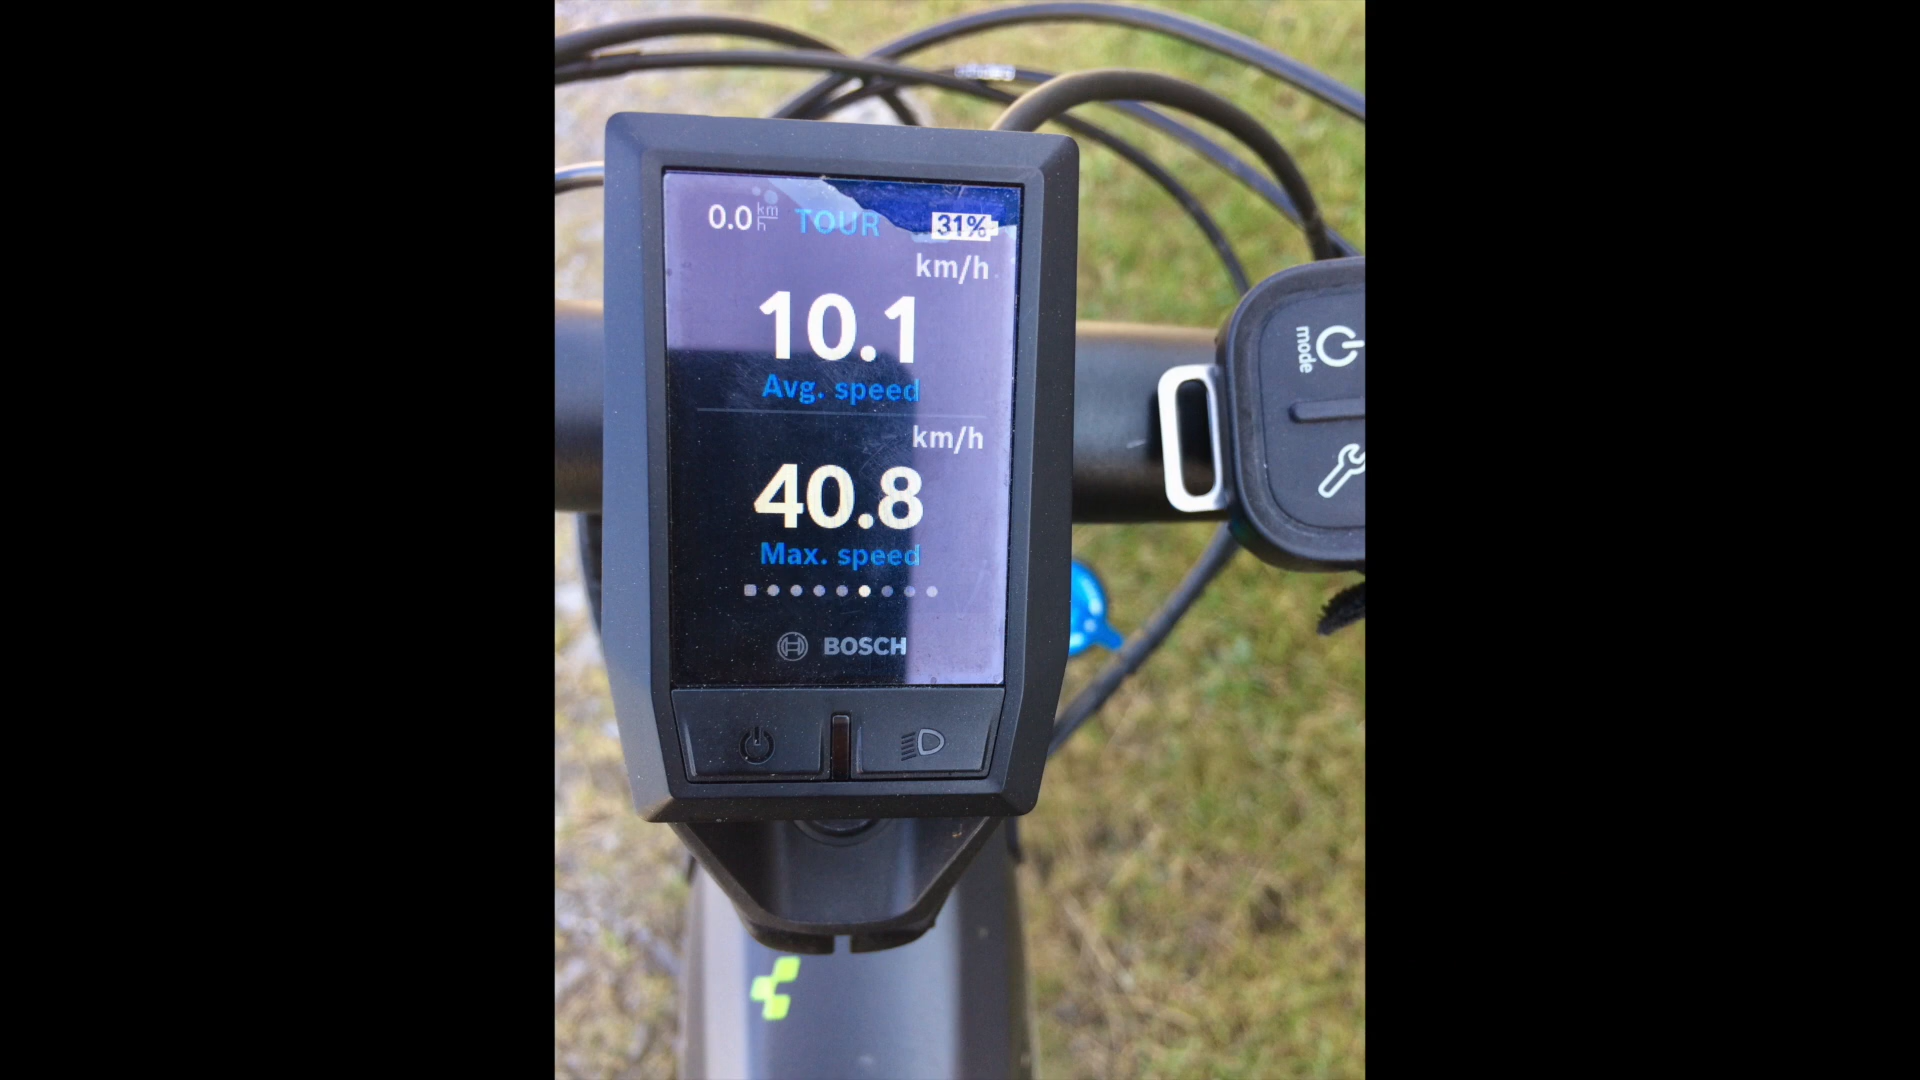 0.0 km/h TOUR 31%
km/h
10.1
Avg. speed
km/h
40.8
Max. speed
BOSCH
mode